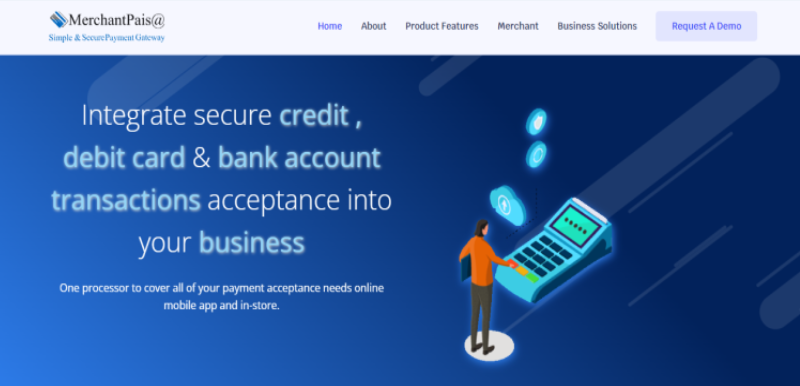 MerchantPais@
Simple & SecurePayment Gateway
Home About Product Features Merchant Business Solutions Request A Demo
Integrate secure credit ,
debit card & bank account
transactions acceptance into
your business
One processor to cover all of your payment acceptance needs online
mobile app and in-store.